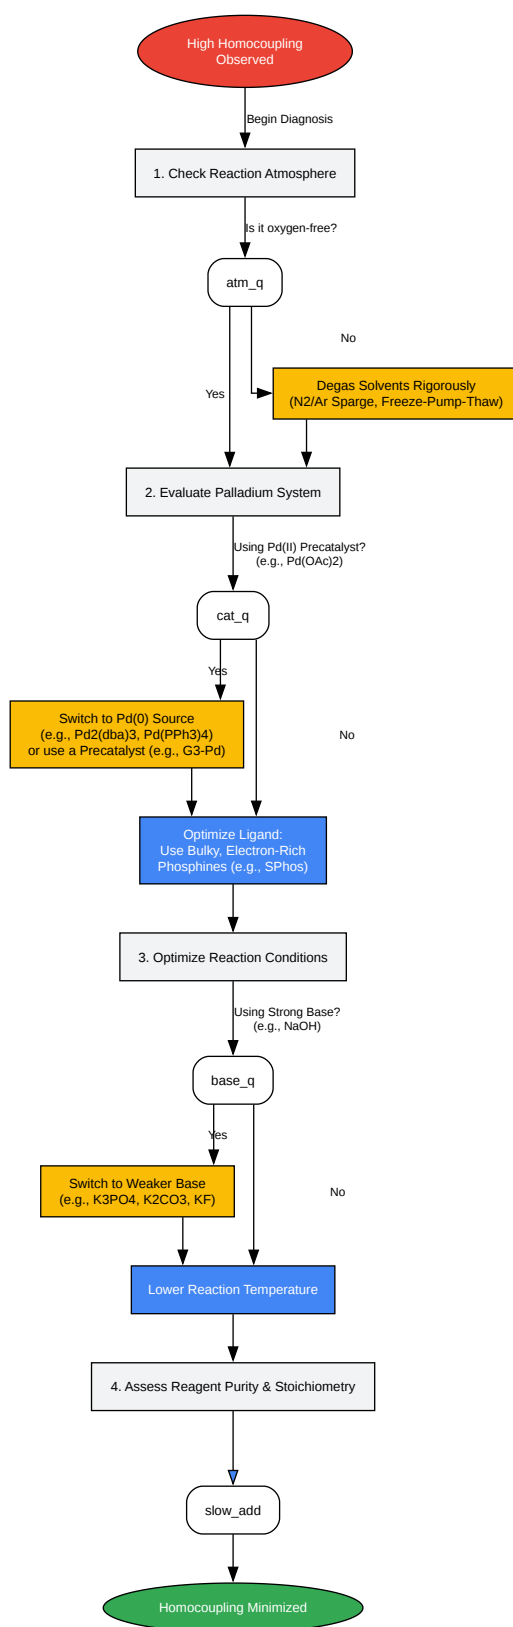 High Homocoupling
Observed
Begin Diagnosis
1. Check Reaction Atmosphere
Is it oxygen-free?
atm_q
No
Degas Solvents Rigorously
(N2/Ar Sparge, Freeze-Pump-Thaw)
Yes
2. Evaluate Palladium System
Using Pd(II) Precatalyst?
(e.g., Pd(OAc)2)
cat_q
Yes
Switch to Pd(0) Source
(e.g., Pd2(dba)3, Pd(PPh3)4)
or use a Precatalyst (e.g., G3-Pd)
No
Optimize Ligand:
Use Bulky, Electron-Rich
Phosphines (e.g., SPhos)
3. Optimize Reaction Conditions
Using Strong Base?
(e.g., NaOH)
base_q
Yes
Switch to Weaker Base
(e.g., K3PO4, K2CO3, KF)
No
Lower Reaction Temperature
4. Assess Reagent Purity & Stoichiometry
slow_add
Homocoupling Minimized